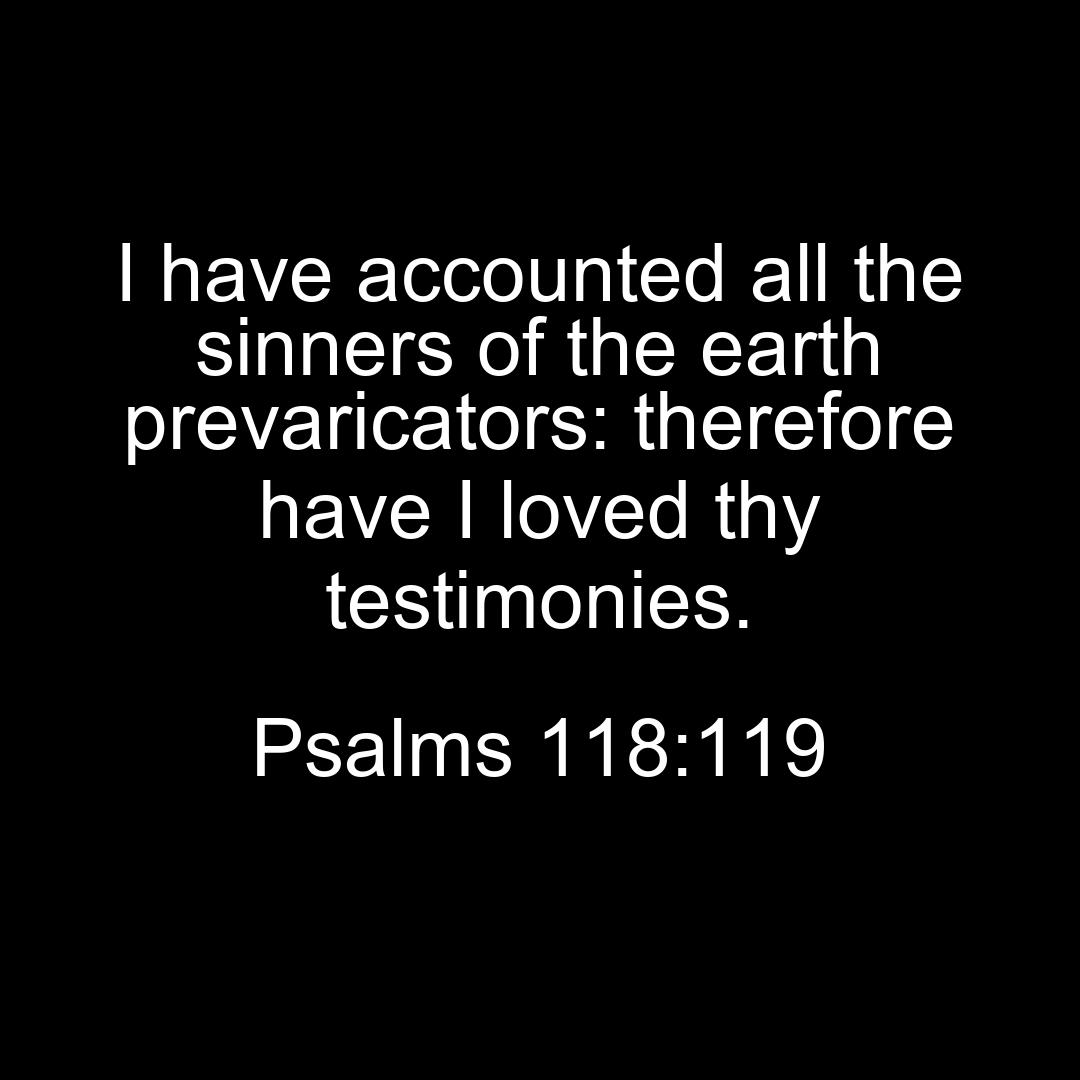 I have accounted all the
sinners of the earth
prevaricators: therefore
have I loved thy
testimonies.
Psalms 118:119